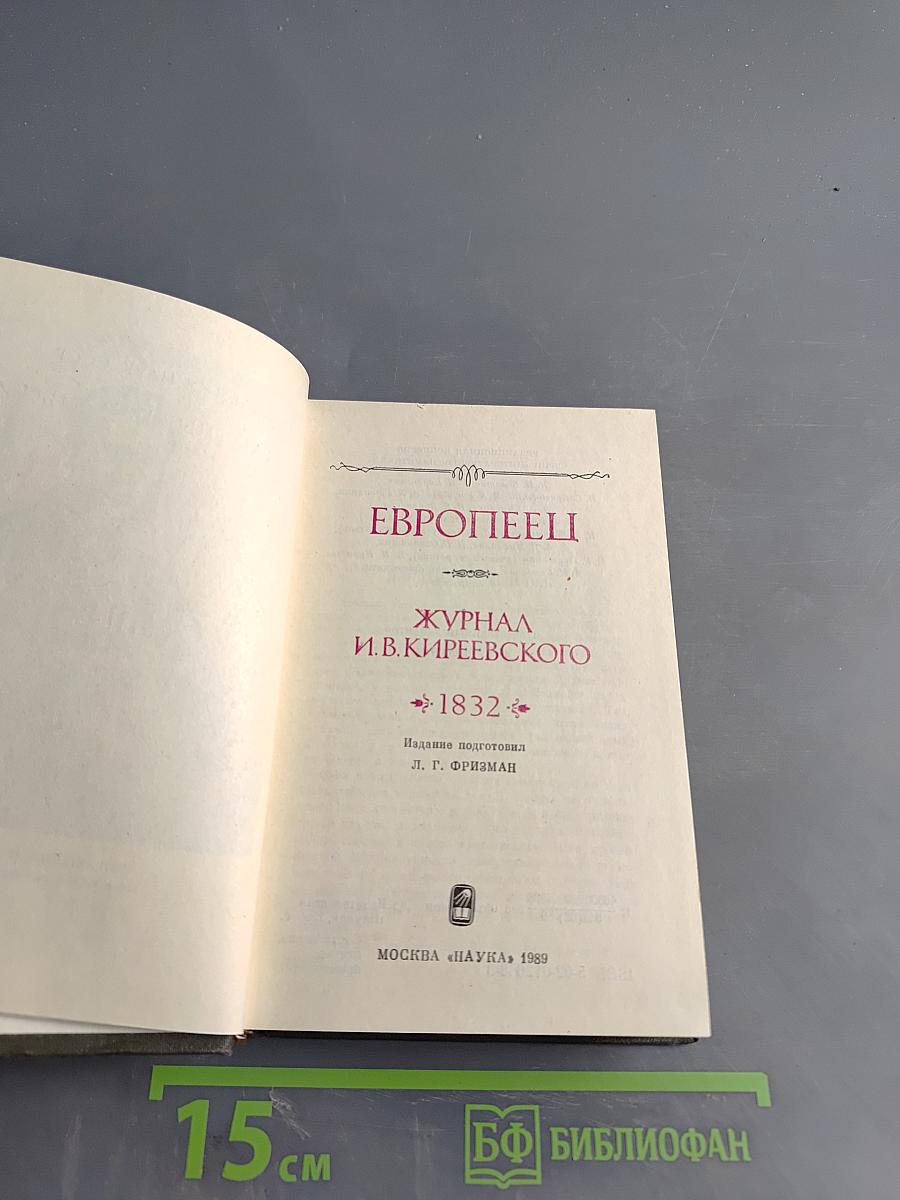 ЕВРОПЕЕЦ
ЖУРНАЛ
И.В.КИРЕЕВСКОГО
1832
Издание подготовил
Л. Г. ФРИЗМАН
МОСКВА «НАУКА» 1989
15 см
БФ БИБЛИОФАН